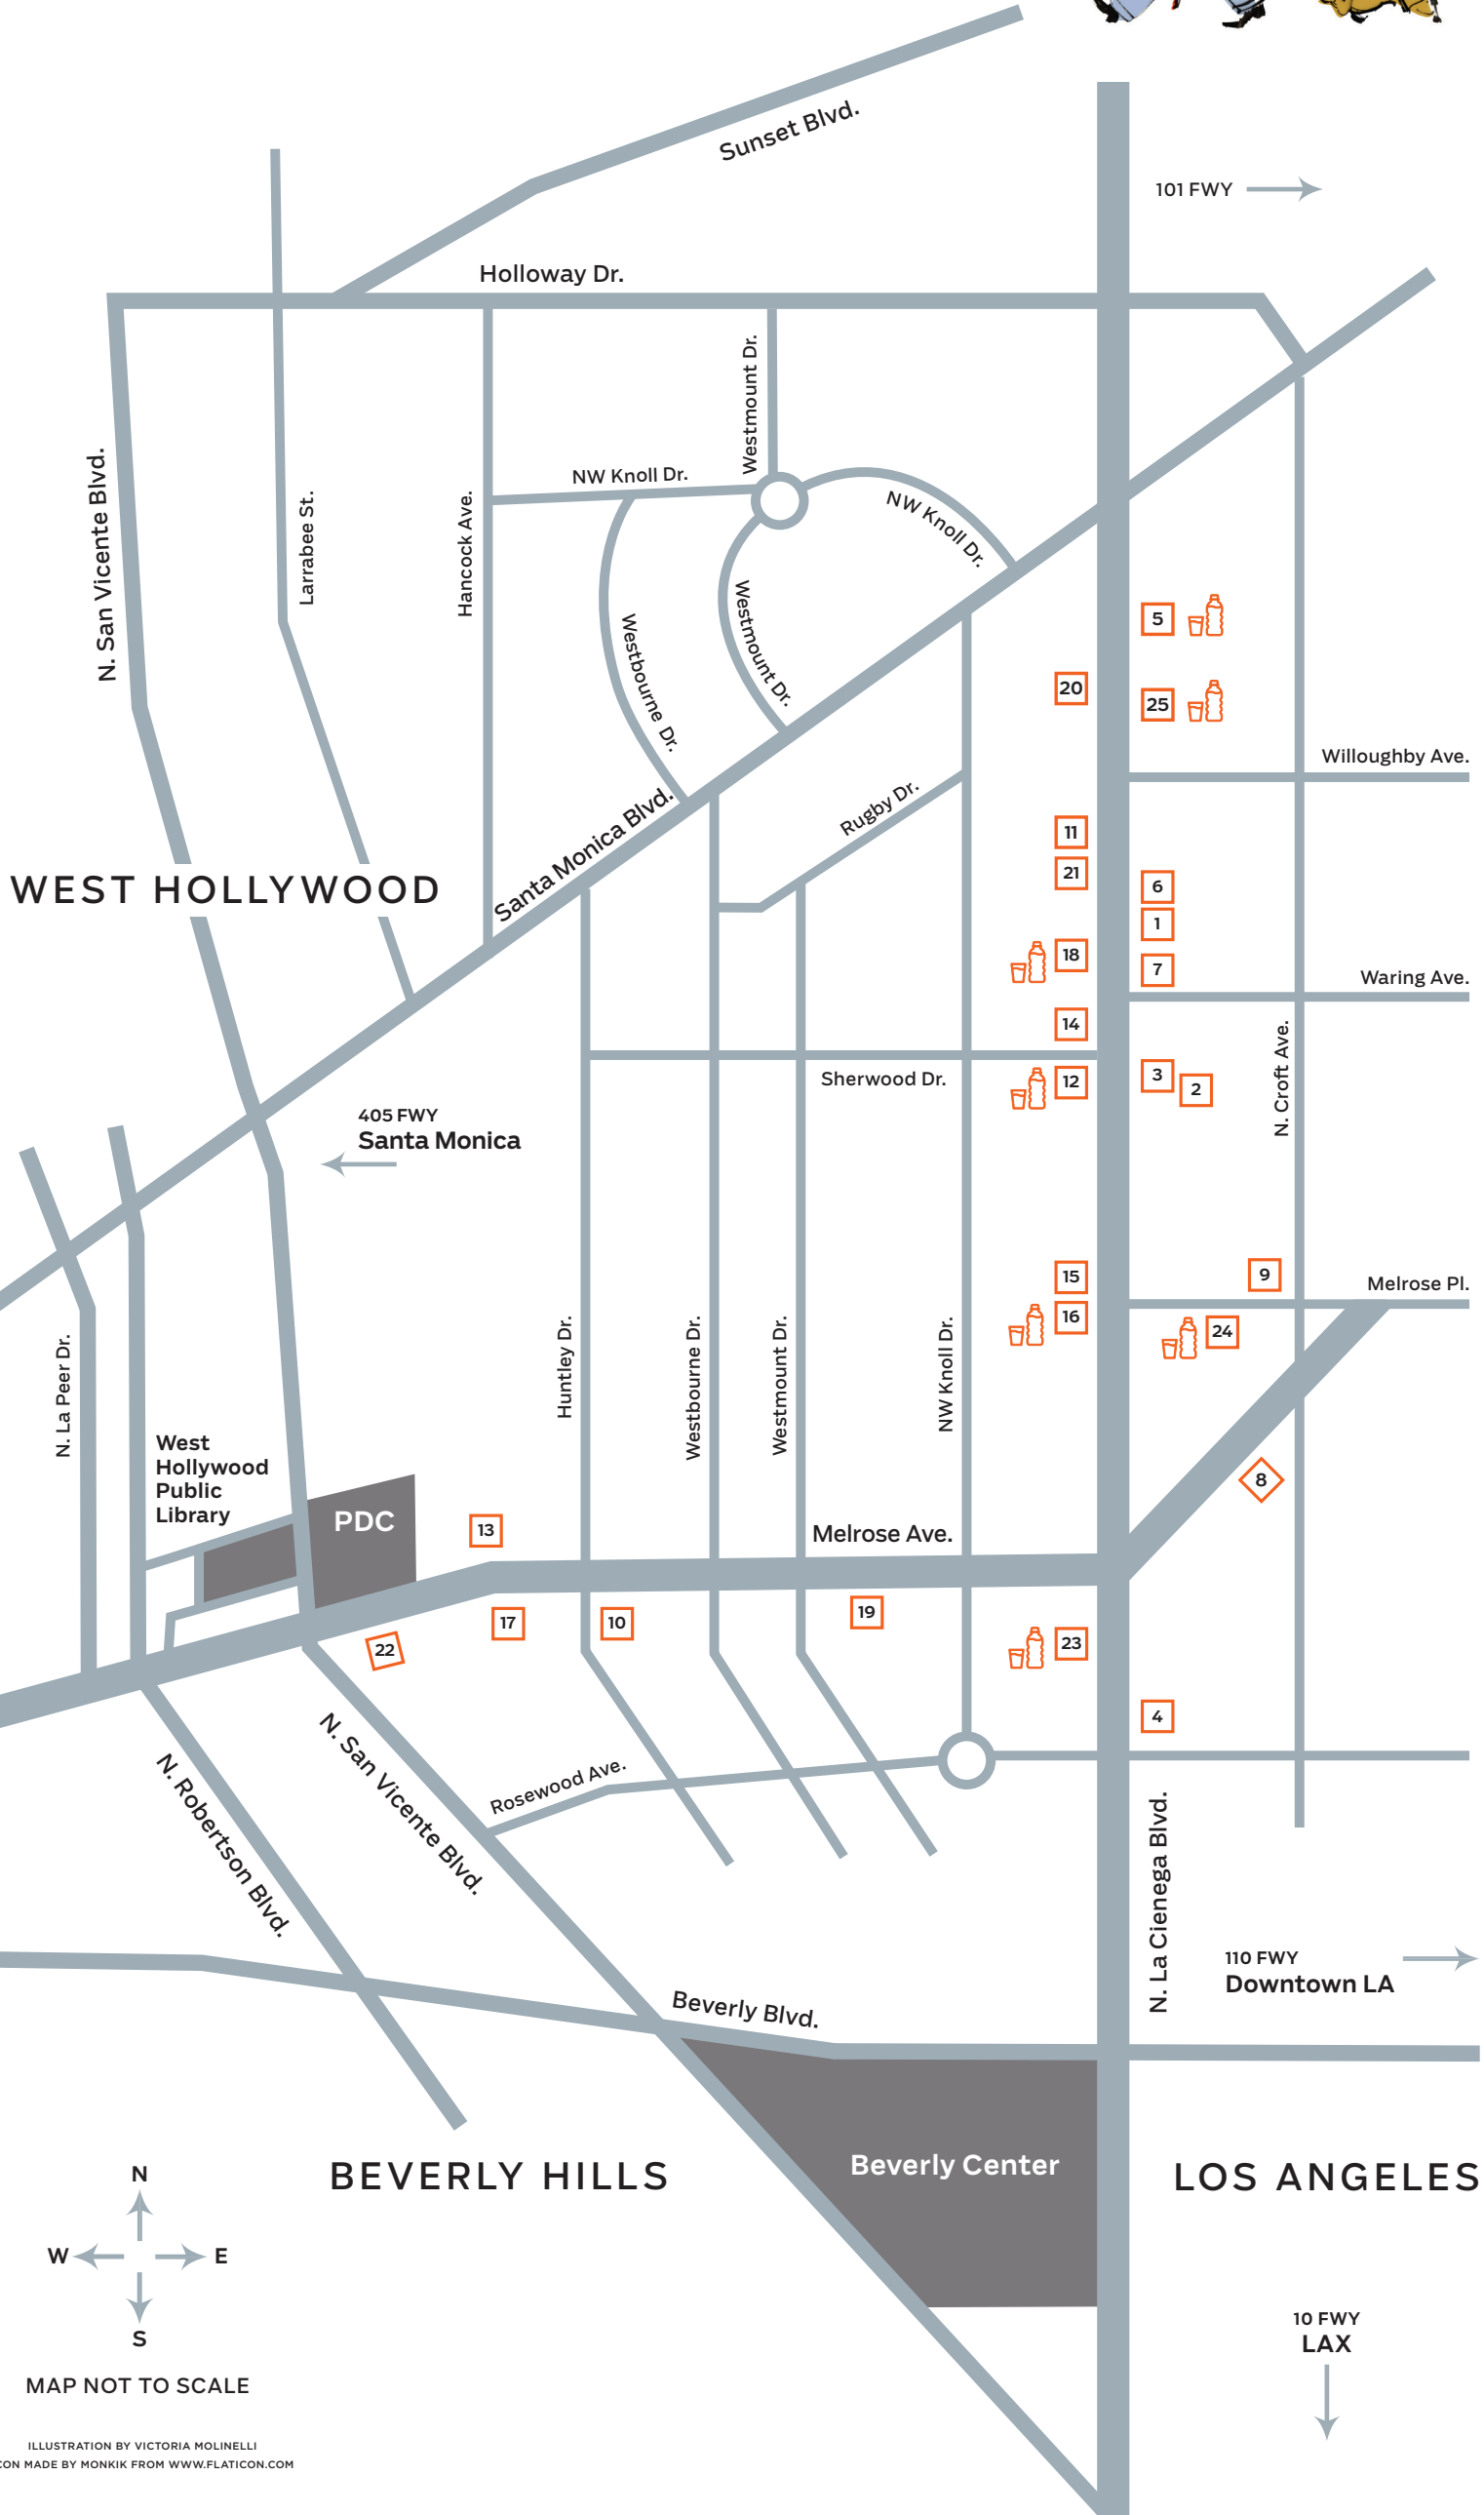 Sunset Blvd.
101 FWY
Holloway Dr.
Westmount Dr.
NW Knoll Dr.
NW Knoll Dr.
N. San Vicente Blvd.
Larrabee St.
Hancock Ave.
Westbourne Dr.
Westmount Dr.
5
20
25
Willoughby Ave.
Rugby Dr.
Santa Monica Blvd.
11
21
6
WEST HOLLYWOOD
1
18
7
Waring Ave.
14
Sherwood Dr.
12
3
2
N. Croft Ave.
405 FWY
Santa Monica
15
9
Melrose Pl.
16
24
N. La Peer Dr.
Huntley Dr.
Westbourne Dr.
Westmount Dr.
NW Knoll Dr.
West
Hollywood
Public
Library
PDC
8
13
Melrose Ave.
17
10
19
22
23
4
N. Robertson Blvd.
N. San Vicente Blvd.
Rosewood Ave.
N. La Cienega Blvd.
110 FWY
Downtown LA
Beverly Blvd.
Beverly Center
BEVERLY HILLS
LOS ANGELES
N
W
E
S
10 FWY
LAX
MAP NOT TO SCALE
ILLUSTRATION BY VICTORIA MOLINELLI
CON MADE BY MONKIK FROM WWW.FLATICON.COM